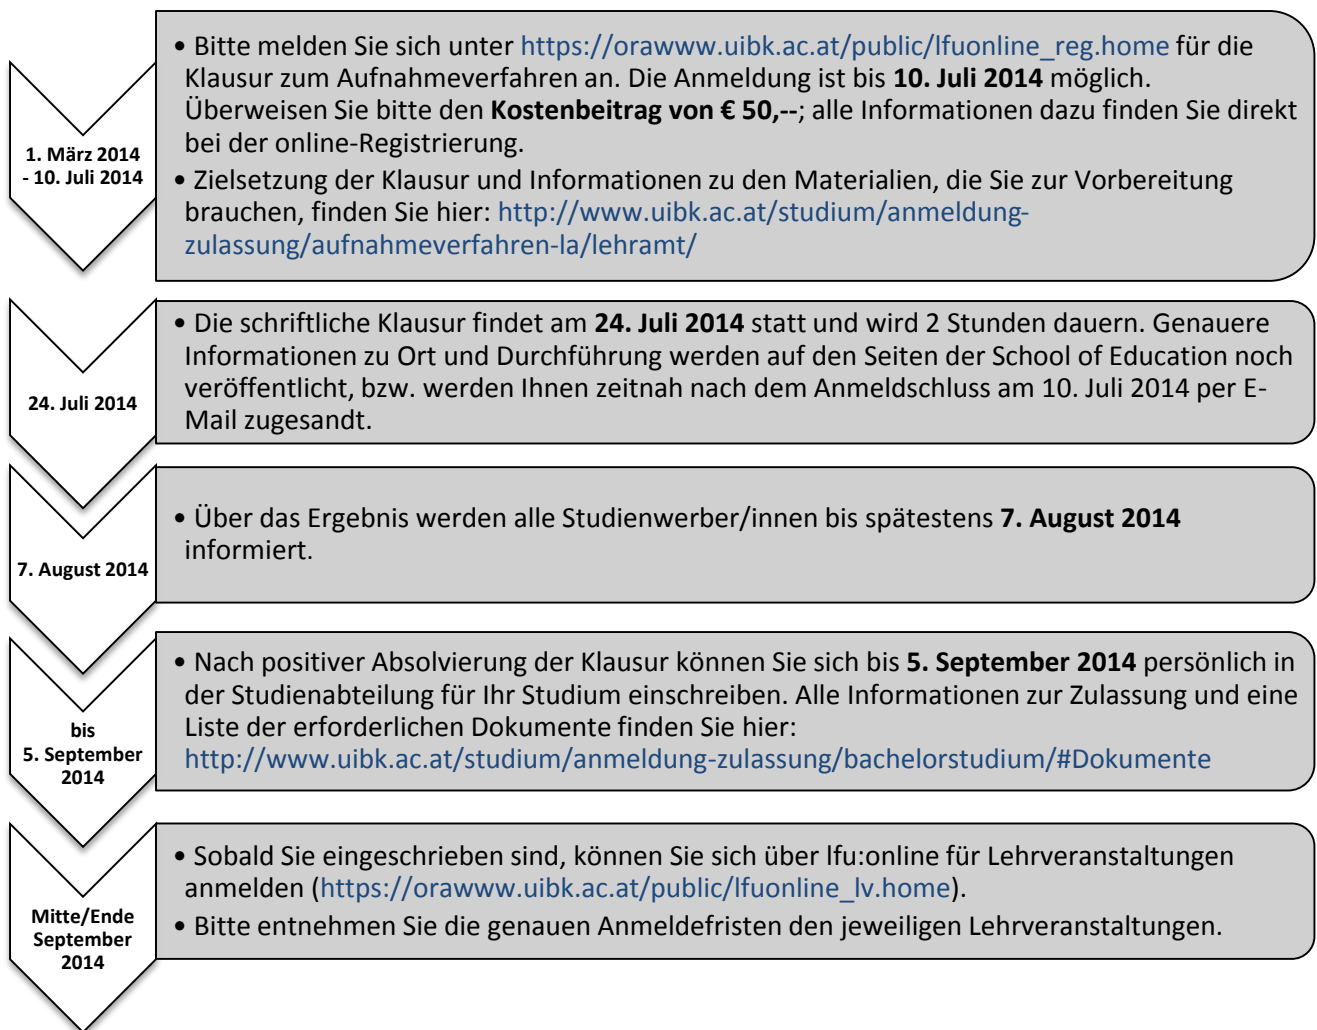 1. März 2014
- 10. Juli 2014
• Bitte melden Sie sich unter https://orawww.uibk.ac.at/public/lfuonline_reg.home für die
Klausur zum Aufnahmeverfahren an. Die Anmeldung ist bis 10. Juli 2014 möglich.
Überweisen Sie bitte den Kostenbeitrag von € 50,--; alle Informationen dazu finden Sie direkt
bei der online-Registrierung.
• Zielsetzung der Klausur und Informationen zu den Materialien, die Sie zur Vorbereitung
brauchen, finden Sie hier: http://www.uibk.ac.at/studium/anmeldung-
zulassung/aufnahmeverfahren-la/lehramt/
24. Juli 2014
• Die schriftliche Klausur findet am 24. Juli 2014 statt und wird 2 Stunden dauern. Genauere
Informationen zu Ort und Durchführung werden auf den Seiten der School of Education noch
veröffentlicht, bzw. werden Ihnen zeitnah nach dem Anmeldschluss am 10. Juli 2014 per E-
Mail zugesandt.
7. August 2014
• Über das Ergebnis werden alle Studienwerber/innen bis spätestens 7. August 2014
informiert.
bis
5. September
2014
• Nach positiver Absolvierung der Klausur können Sie sich bis 5. September 2014 persönlich in
der Studienabteilung für Ihr Studium einschreiben. Alle Informationen zur Zulassung und eine
Liste der erforderlichen Dokumente finden Sie hier:
http://www.uibk.ac.at/studium/anmeldung-zulassung/bachelorstudium/#Dokumente
Mitte/Ende
September
2014
• Sobald Sie eingeschrieben sind, können Sie sich über lfu:online für Lehrveranstaltungen
anmelden (https://orawww.uibk.ac.at/public/lfuonline_lv.home).
• Bitte entnehmen Sie die genauen Anmeldefristen den jeweiligen Lehrveranstaltungen.